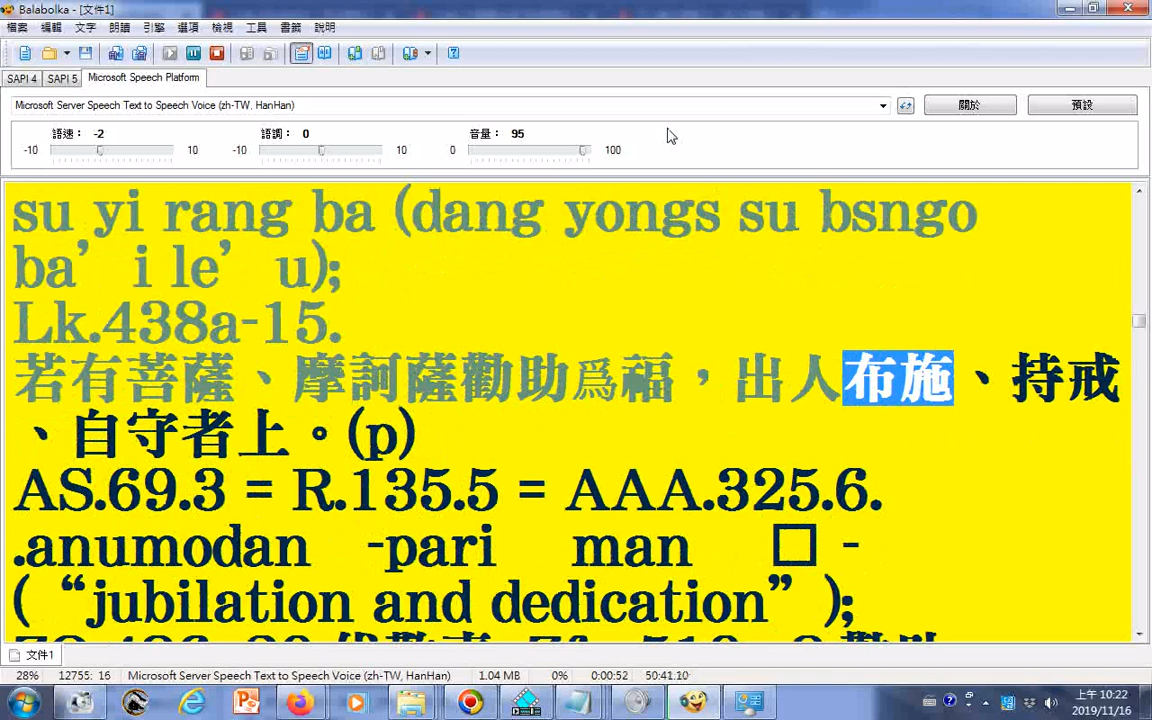 Balabolka - [文件1]
檔案 編輯 文字 朗讀 引擎 選項 檢視 工具 書籤 說明
SAPI 4 SAPI 5 Microsoft Speech Platform
Microsoft Server Speech Text to Speech Voice (zh-TW, HanHan) 關於 預設
語速： -2 語調： 0 音量： 95
-10 10 -10 10 0 100
su yi rang ba (dang yongs su bsngo
ba’i le’u);
Lk.438a-15.
若有菩薩、摩訶薩勸助爲福，出人布施、持戒
、自守者上。(p)
AS.69.3 = R.135.5 = AAA.325.6.
.anumodan -pari man □ -
(“jubilation and dedication”);
文件1
28% 12755: 16 Microsoft Server Speech Text to Speech Voice (zh-TW, HanHan) 1.04 MB 0% 0:00:52 50:41.10
上午 10:22
2019/11/16